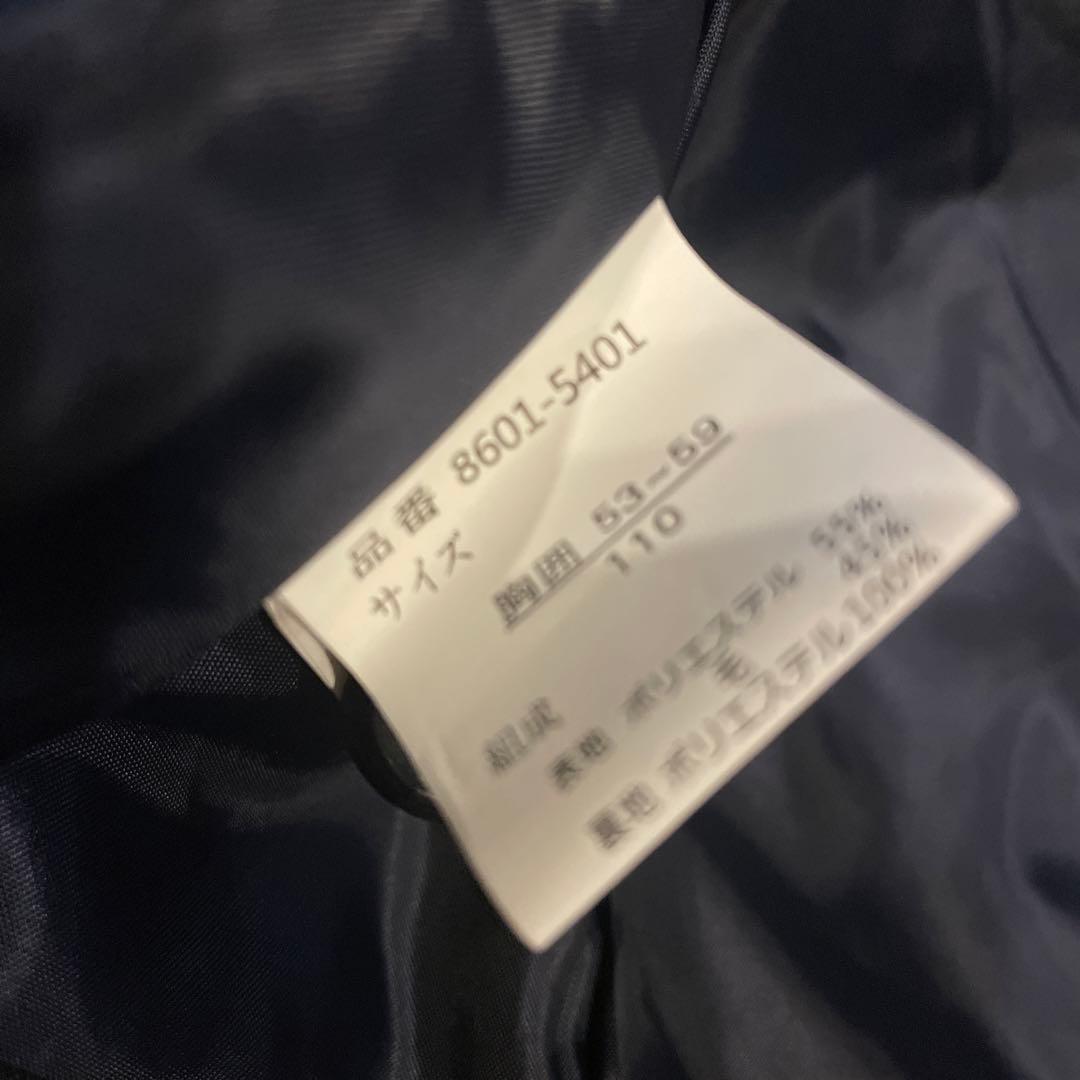 品番 8601-5401
サイズ
胸囲 53-59
110
組成
表地 ポリエステル 55%
毛 45%
裏地 ポリエステル 100%